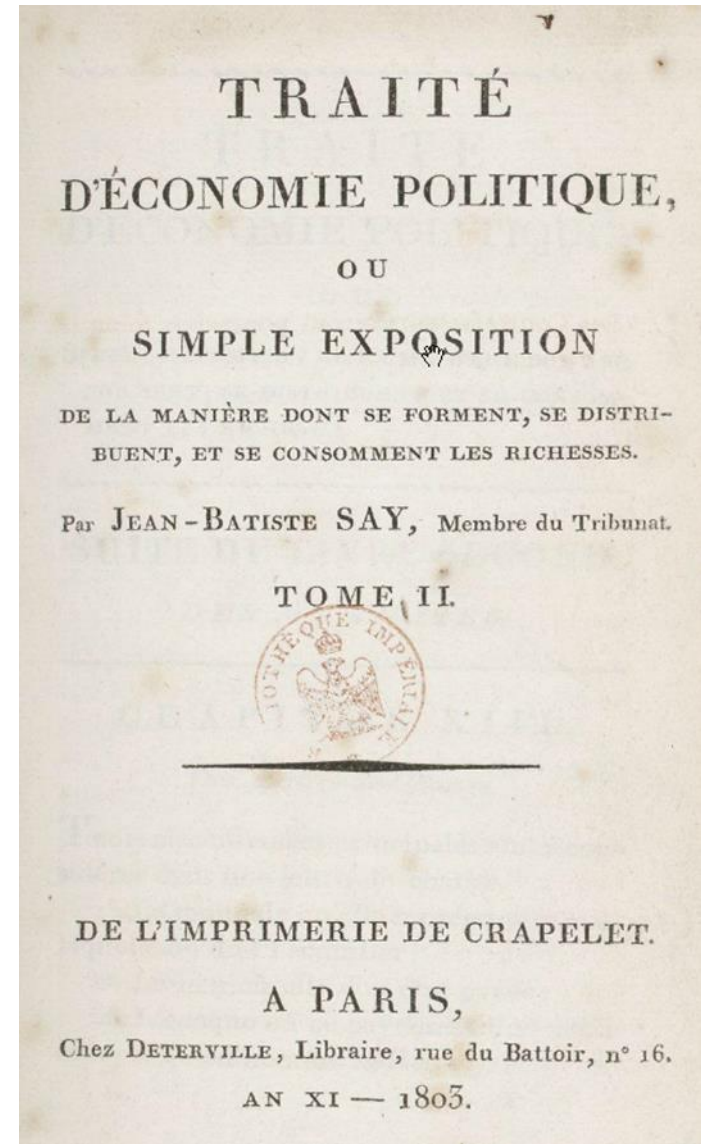 TRAITÉ
D'ÉCONOMIE POLITIQUE,
OU
SIMPLE EXPOSITION
DE LA MANIÈRE DONT SE FORMENT, SE DISTRI-
BUENT, ET SE CONSOMMENT LES RICHESSES.
Par JEAN-BATISTE SAY, Membre du Tribunat.
TOME II.
OTHÈQUE IMPÉRIALE
DE L'IMPRIMERIE DE CRAPELET.
A PARIS,
Chez DETERVILLE, Libraire, rue du Battoir, n° 16.
AN XI — 1803.